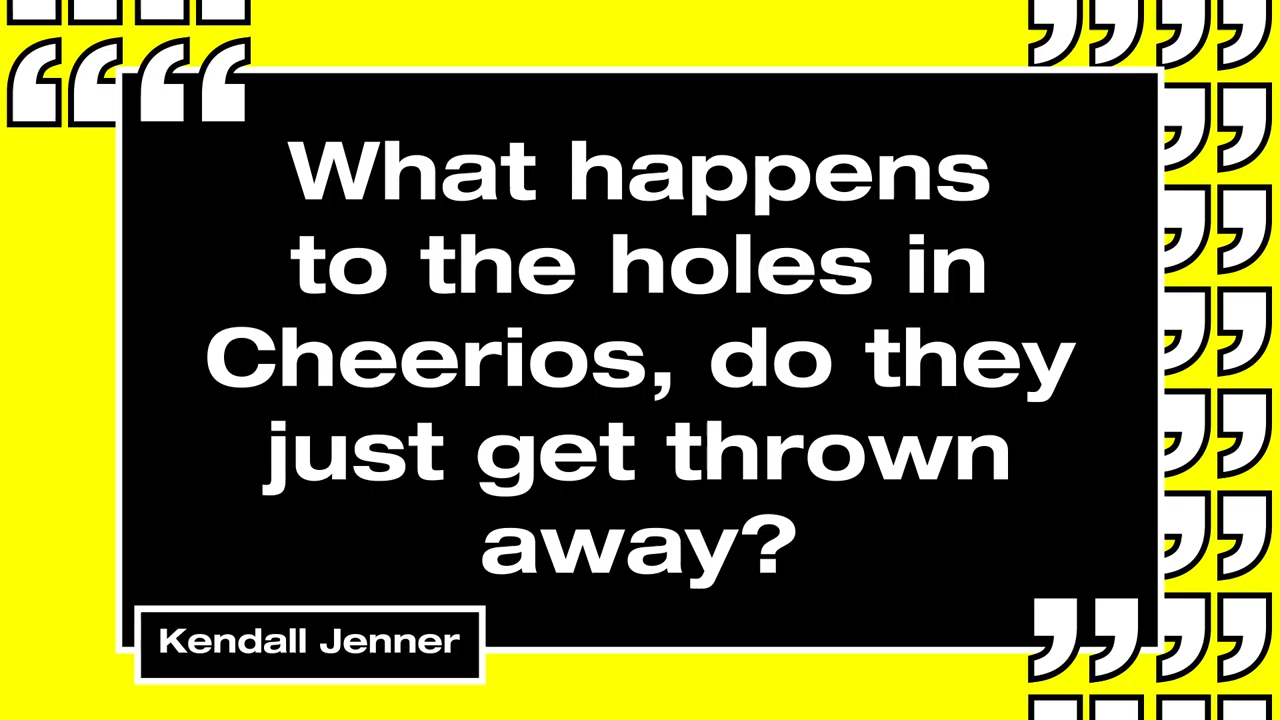 What happens
to the holes in
Cheerios, do they
just get thrown
away?
Kendall Jenner